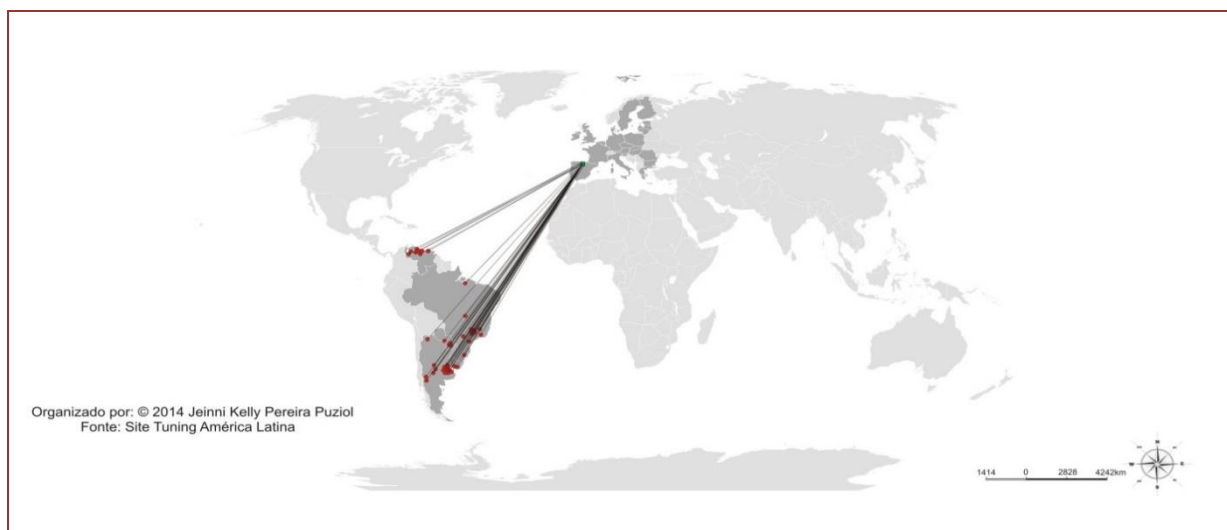 Organizado por: © 2014 Jeinni Kelly Pereira Puziol
Fonte: Site Tuning América Latina
1414 0 2828 4242km
N
W E
S